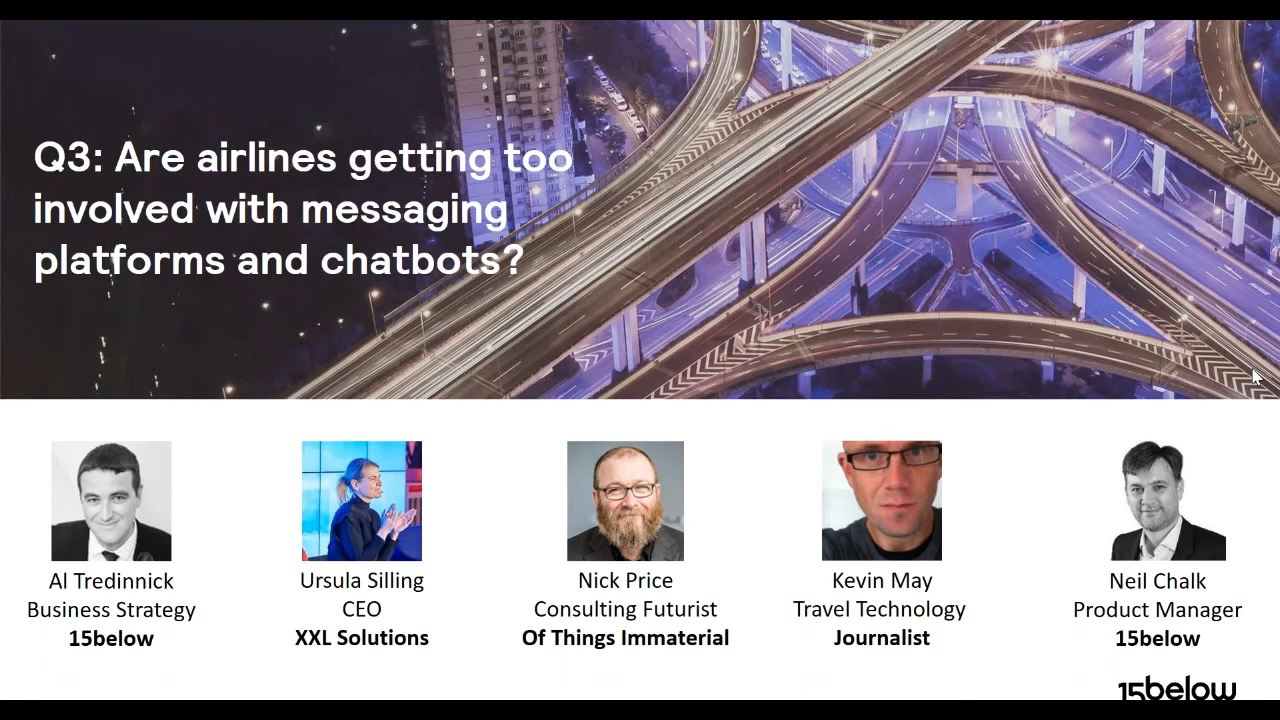 Q3: Are airlines getting too
involved with messaging
platforms and chatbots?
Al Tredinnick
Business Strategy
15below
Ursula Silling
CEO
XXL Solutions
Nick Price
Consulting Futurist
Of Things Immaterial
Kevin May
Travel Technology
Journalist
Neil Chalk
Product Manager
15below
15below